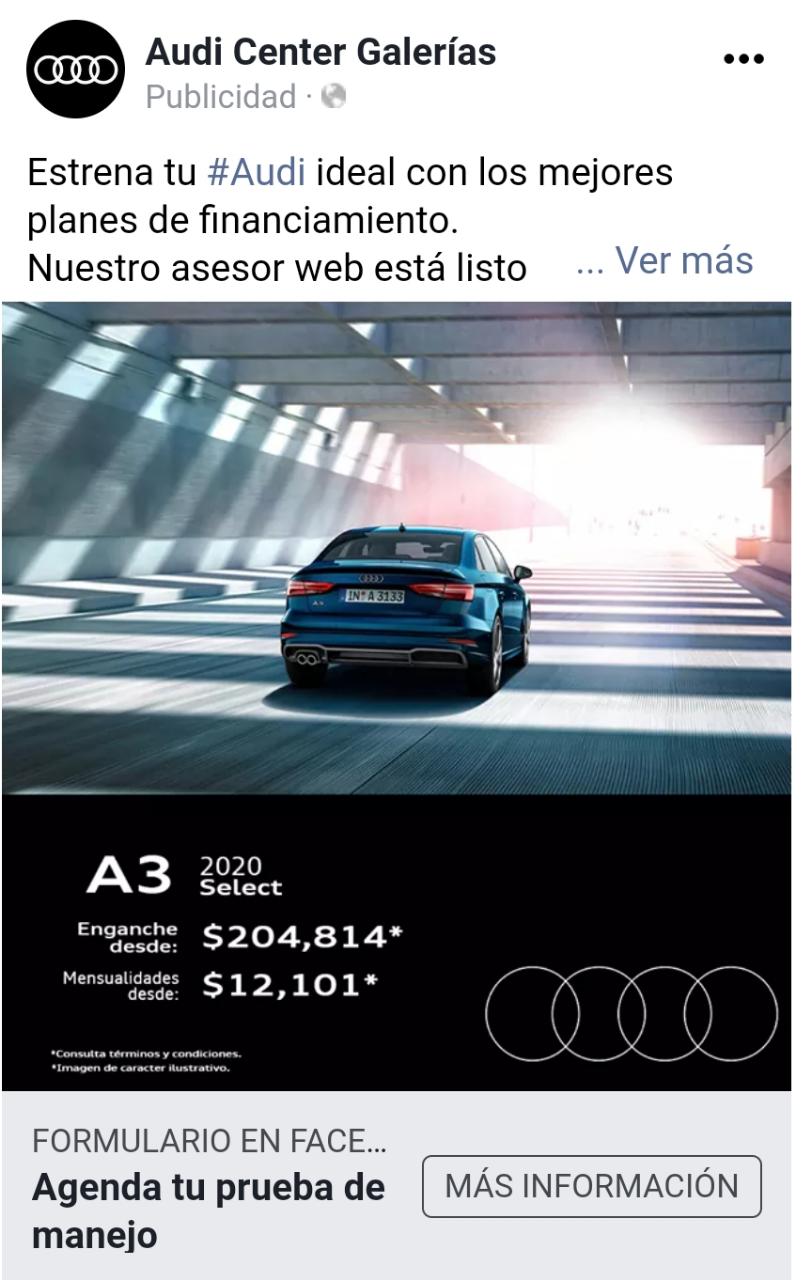 Audi Center Galerías
Publicidad ·
Estrena tu #Audi ideal con los mejores
planes de financiamiento.
Nuestro asesor web está listo ... Ver más
A3
IN A 3133
A3 2020
Select
Enganche
desde: $204,814*
Mensualidades
desde: $12,101*
*Consulta términos y condiciones.
*Imagen de caracter ilustrativo.
FORMULARIO EN FACE...
Agenda tu prueba de
manejo
MÁS INFORMACIÓN